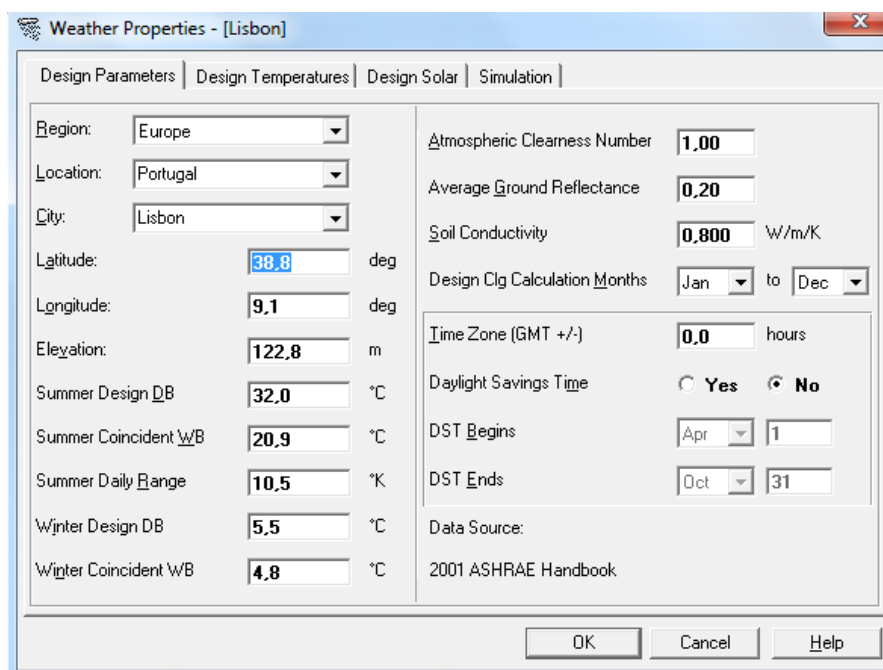 Weather Properties - [Lisbon]
Design Parameters Design Temperatures Design Solar Simulation
Region: Europe
Location: Portugal
City: Lisbon
Latitude: 38,8 deg
Longitude: 9,1 deg
Elevation: 122,8 m
Summer Design DB 32,0 °C
Summer Coincident WB 20,9 °C
Summer Daily Range 10,5 °K
Winter Design DB 5,5 °C
Winter Coincident WB 4,8 °C
Atmospheric Clearness Number 1,00
Average Ground Reflectance 0,20
Soil Conductivity 0,800 W/m/K
Design Clg Calculation Months Jan to Dec
Time Zone (GMT +/-) 0,0 hours
Daylight Savings Time Yes No
DST Begins Apr 1
DST Ends Oct 31
Data Source:
2001 ASHRAE Handbook
OK Cancel Help